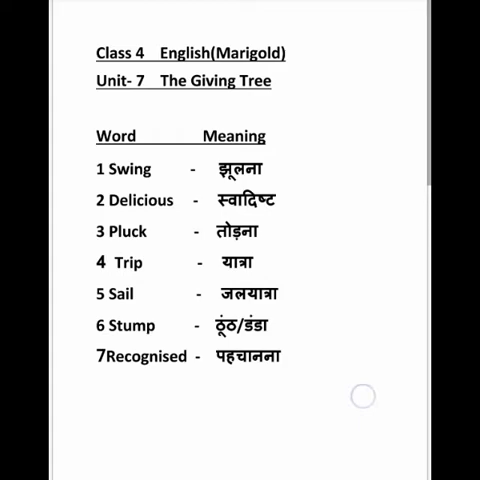 Class 4 English(Marigold)
Unit- 7 The Giving Tree
Word Meaning
1 Swing - झूलना
2 Delicious - स्वादिष्ट
3 Pluck - तोड़ना
4 Trip - यात्रा
5 Sail - जलयात्रा
6 Stump - ठूंठ/डंडा
7Recognised - पहचानना